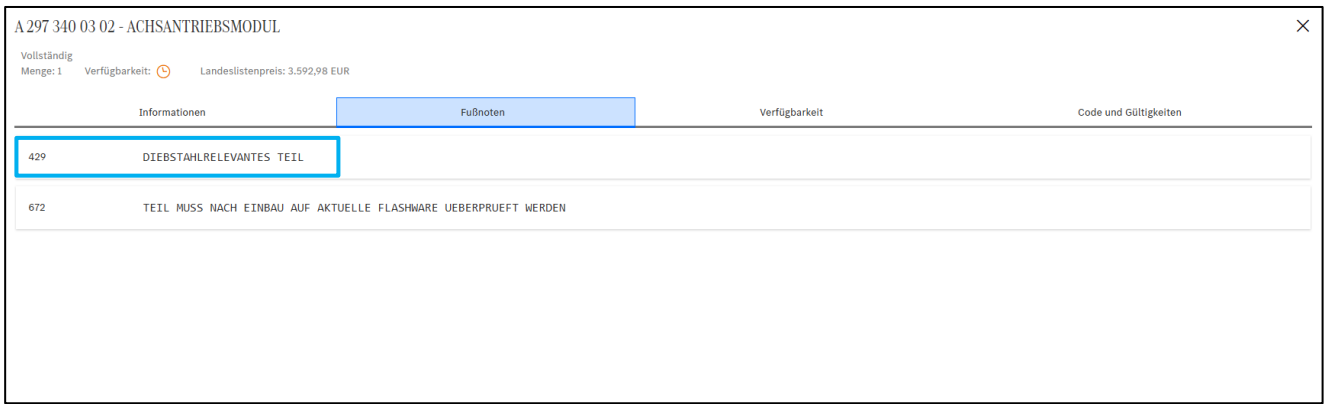 A 297 340 03 02 - ACHSANTRIEBSMODUL
Vollständig
Menge: 1 Verfügbarkeit: Landeslistenpreis: 3.592,98 EUR
Informationen Fußnoten Verfügbarkeit Code und Gültigkeiten
429 DIEBSTAHLRELEVANTES TEIL
672 TEIL MUSS NACH EINBAU AUF AKTUELLE FLASHWARE UEBERPRUEFT WERDEN